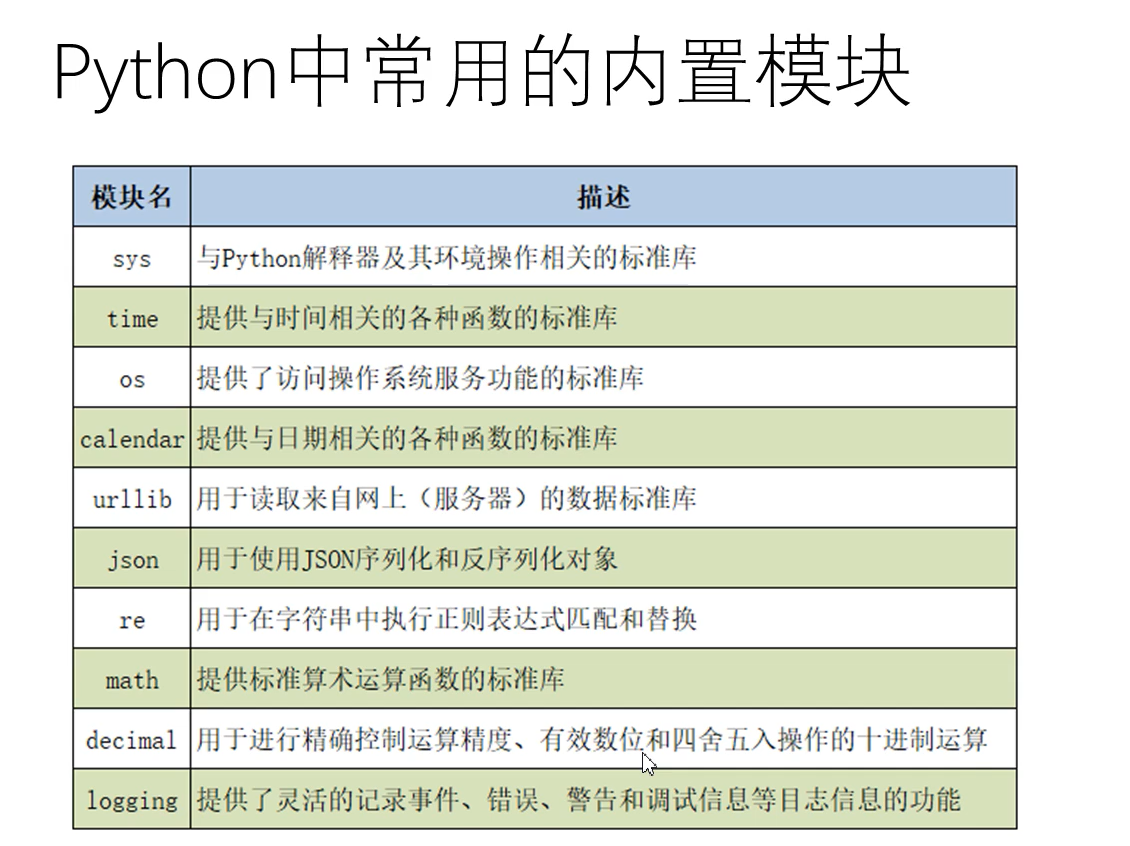 Python中常用的内置模块
模块名 描述
sys 与Python解释器及其环境操作相关的标准库
time 提供与时间相关的各种函数的标准库
os 提供了访问操作系统服务功能的标准库
calendar 提供与日期相关的各种函数的标准库
urllib 用于读取来自网上（服务器）的数据标准库
json 用于使用JSON序列化和反序列化对象
re 用于在字符串中执行正则表达式匹配和替换
math 提供标准算术运算函数的标准库
decimal 用于进行精确控制运算精度、有效数位和四舍五入操作的十进制运算
logging 提供了灵活的记录事件、错误、警告和调试信息等日志信息的功能